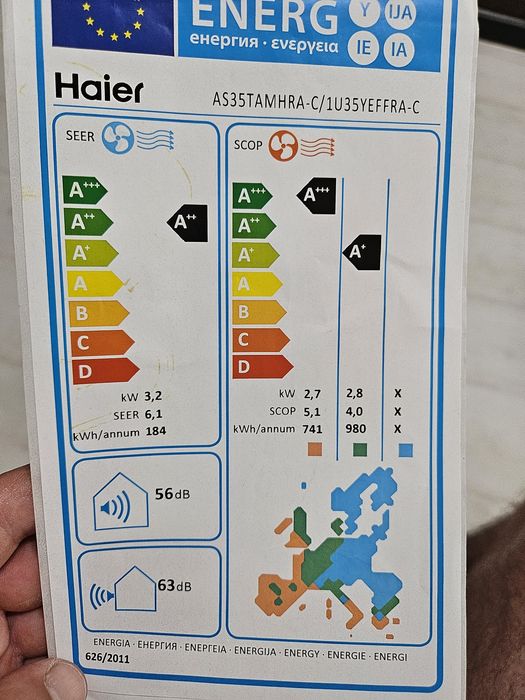 ENERG
Y IJA
енергия · ενεργεια
IE IA
Haier
AS35TAMHRA-C/1U35YEFFRA-C
SEER
SCOP
A+++
A++
A+
A
B
C
D
A++
A+++
A++
A+
A
B
C
D
A+++
A+
kW 3,2
SEER 6,1
kWh/annum 184
kW 2,7 2,8 X
SCOP 5,1 4,0 X
kWh/annum 741 980 X
56dB
63dB
ENERGIA · ЕНЕРГИЯ · ΕΝΕΡΓΕΙΑ · ENERGIJA · ENERGY · ENERGIE · ENERGI
626/2011